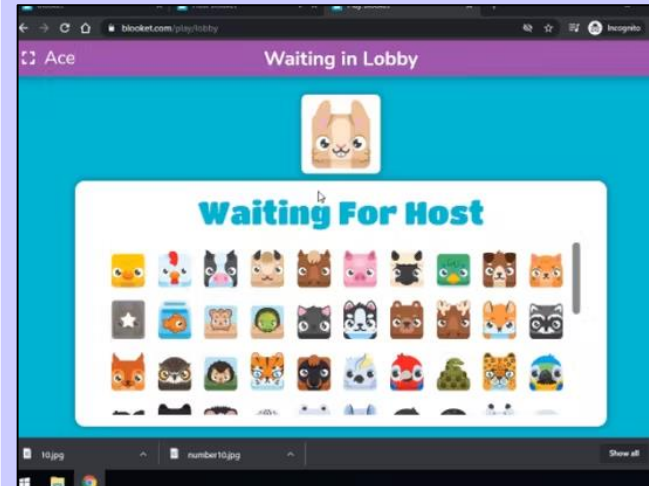 blooket.com/play/lobby
Incognito
Ace
Waiting in Lobby
Waiting For Host
10.jpg
number10.jpg
Show all